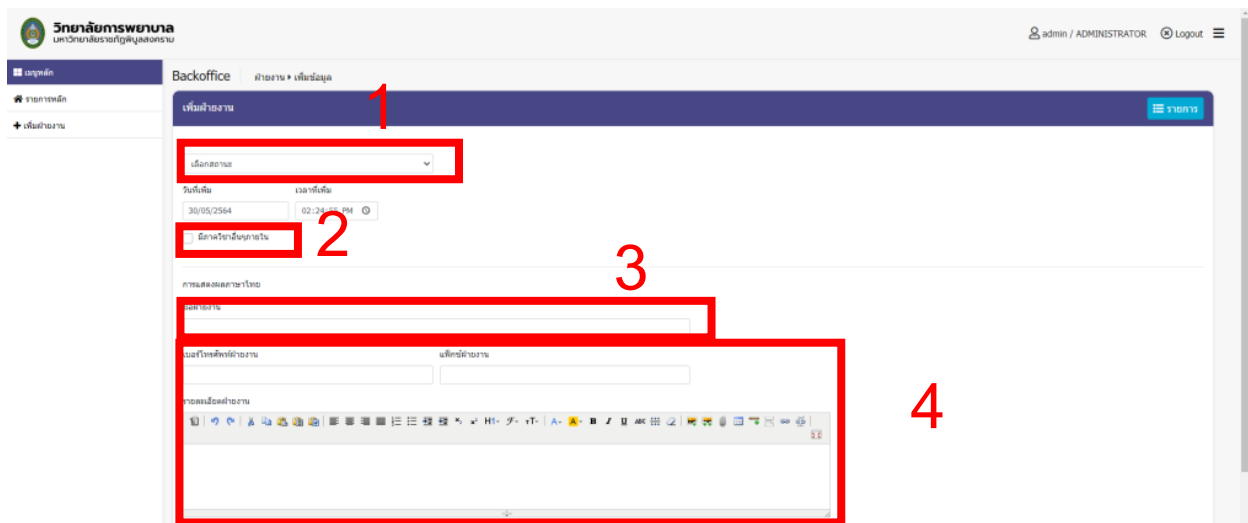 วิทยาลัยการพยาบาล
มหาวิทยาลัยราชภัฏพิบูลสงคราม
admin / ADMINISTRATOR Logout
เมนูหลัก
Backoffice ฝ่ายงาน เพิ่มข้อมูล
รายการหลัก
เพิ่มฝ่ายงาน
เพิ่มฝ่ายงาน
รายการ
1
เลือกสถานะ
วันที่เพิ่ม เวลาที่เพิ่ม
30/05/2564 02:24:55 PM
มีภาควิชาอื่นๆภายใน
2
3
การแสดงผลภาษาไทย
ชื่อฝ่ายงาน
เบอร์โทรศัพท์ฝ่ายงาน แฟ็กซ์ฝ่ายงาน
รายละเอียดฝ่ายงาน
4